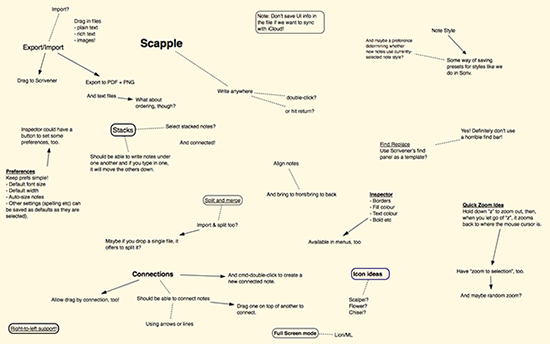 Import?
Drag in files
- plain text
- rich text
- images!
Export/Import
Drag to Scrivener
Export to PDF + PNG
And text files
What about
ordering, though?
Scapple
Note: Don't save UI info in
the file if we want to sync
with iCloud!
Write anywhere
double-click?
or hit return?
Note Style
And maybe a preference
determining whether
new notes use currently-
selected note style?
Some way of saving
presets for styles like we
do in Scriv.
Inspector could have a
button to set some
preferences, too.
Stacks
Select stacked notes?
And connected!
Should be able to write notes under
one another and if you type in one,
it will move the others down.
Yes! Definitely don't use
a horrible find bar!
Find Replace
Use Scrivener's find
panel as a template?
Preferences
Keep prefs simple!
- Default font size
- Default width
- Auto-size notes
- Other settings (spelling etc) can be
saved as defaults as they are
selected).
Align notes
And bring to front/bring to back
Split and merge
Import & split too?
Maybe if you drop a single file, it
offers to split it?
Inspector
- Borders
- Fill colour
- Text colour
- Bold etc
Available in menus, too
Quick Zoom Idea
Hold down "z" to zoom out, then,
when you let go of "z", it zooms
back to where the mouse cursor is.
Have "zoom to selection", too.
And maybe random zoom?
Connections
And cmd-double-click to create a
new connected note.
Allow drag by connection, too!
Should be able to connect notes
Drag one on top of another to
connect.
Using arrows or lines
Icon ideas
Scalpel?
Flower?
Chisel?
Right-to-left support!
Full Screen mode
Lion/ML